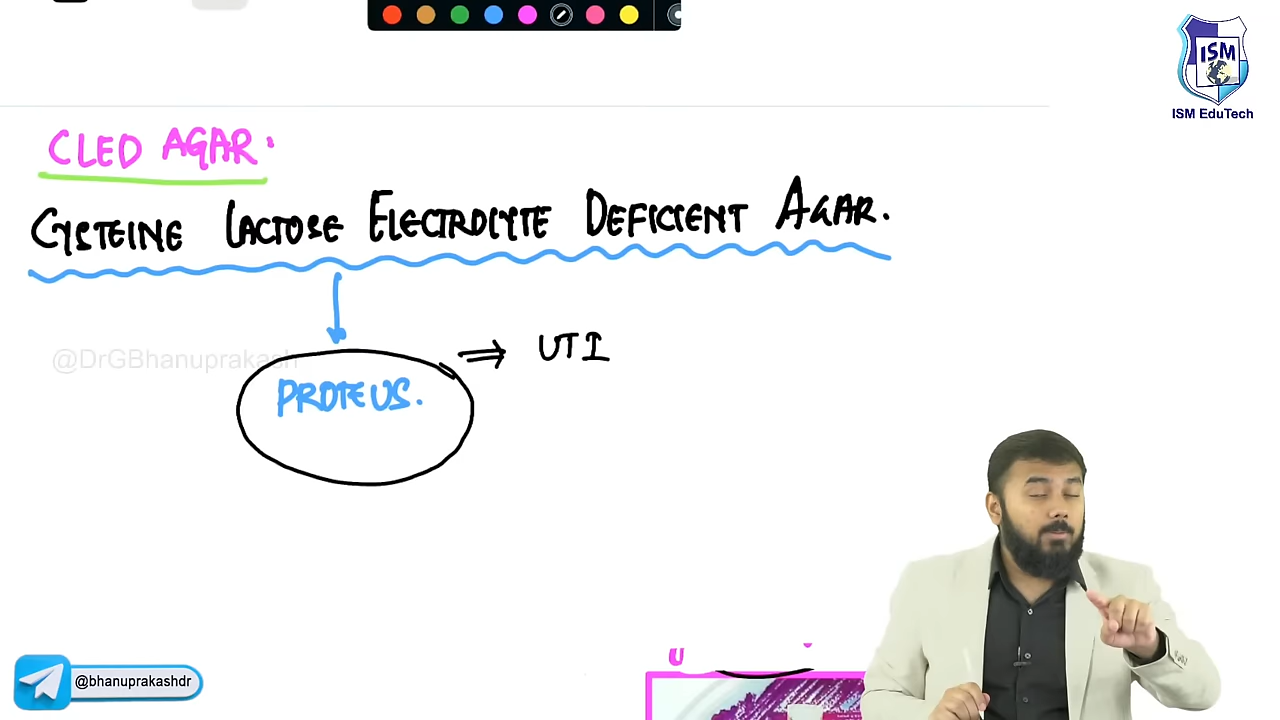 ISM
ISM EduTech
CLED AGAR.
CYSTEINE LACTOSE ELECTROLYTE DEFICIENT AGAR.
@DrGBhanuprakash
⇒ UTI
PROTEUS.
U
@bhanuprakashdr